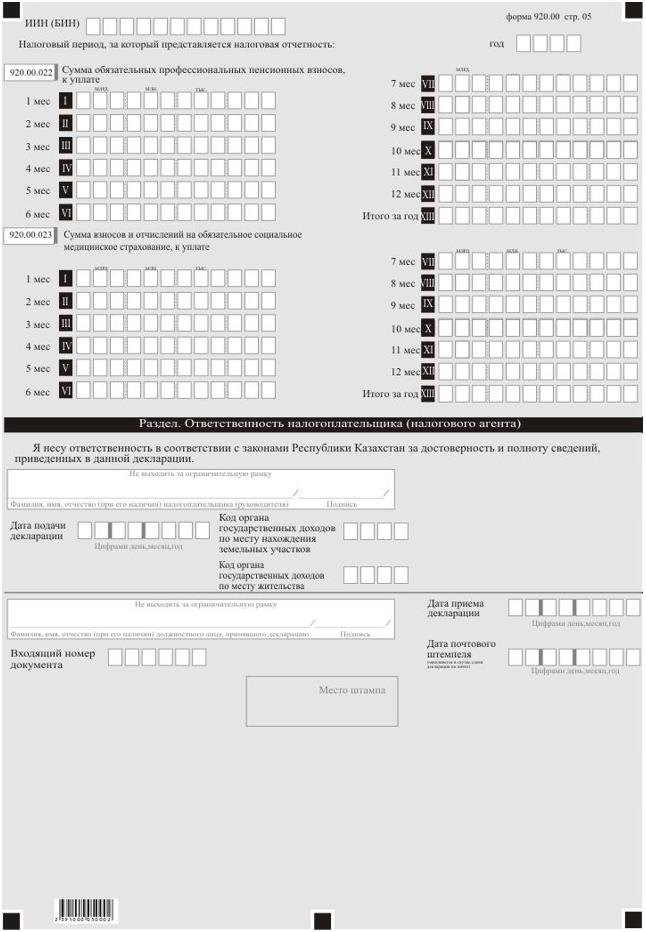 ИИН (БИН)
форма 920.00 стр. 05
Налоговый период, за который представляется налоговая отчетность:
год
920.00.022
Сумма обязательных профессиональных пенсионных взносов,
к уплате
млрд. млн. тыс.
1 мес I
2 мес II
3 мес III
4 мес IV
5 мес V
6 мес VI
млрд.
7 мес VII
8 мес VIII
9 мес IX
10 мес X
11 мес XI
12 мес XII
Итого за год XIII
920.00.023
Сумма взносов и отчислений на обязательное социальное
медицинское страхование, к уплате
млрд. млн. тыс.
1 мес I
2 мес II
3 мес III
4 мес IV
5 мес V
6 мес VI
млрд. млн. тыс.
7 мес VII
8 мес VIII
9 мес IX
10 мес X
11 мес XI
12 мес XII
Итого за год XIII
Раздел. Ответственность налогоплательщика (налогового агента)
Я несу ответственность в соответствии с законами Республики Казахстан за достоверность и полноту сведений,
приведенных в данной декларации.
Не выходить за ограничительную рамку
/ /
Фамилия, имя, отчество (при его наличии) налогоплательщика (руководителя) Подпись
Дата подачи
декларации
Цифрами день,месяц,год
Код органа
государственных доходов
по месту нахождения
земельных участков
Код органа
государственных доходов
по месту жительства
Не выходить за ограничительную рамку
/ /
Фамилия, имя, отчество (при его наличии) должностного лица, принявшего декларацию Подпись
Дата приема
декларации
Цифрами день,месяц,год
Входящий номер
документа
Дата почтового
штемпеля
(заполняется в случае сдачи
декларации по почте)
Цифрами день,месяц,год
Место штампа